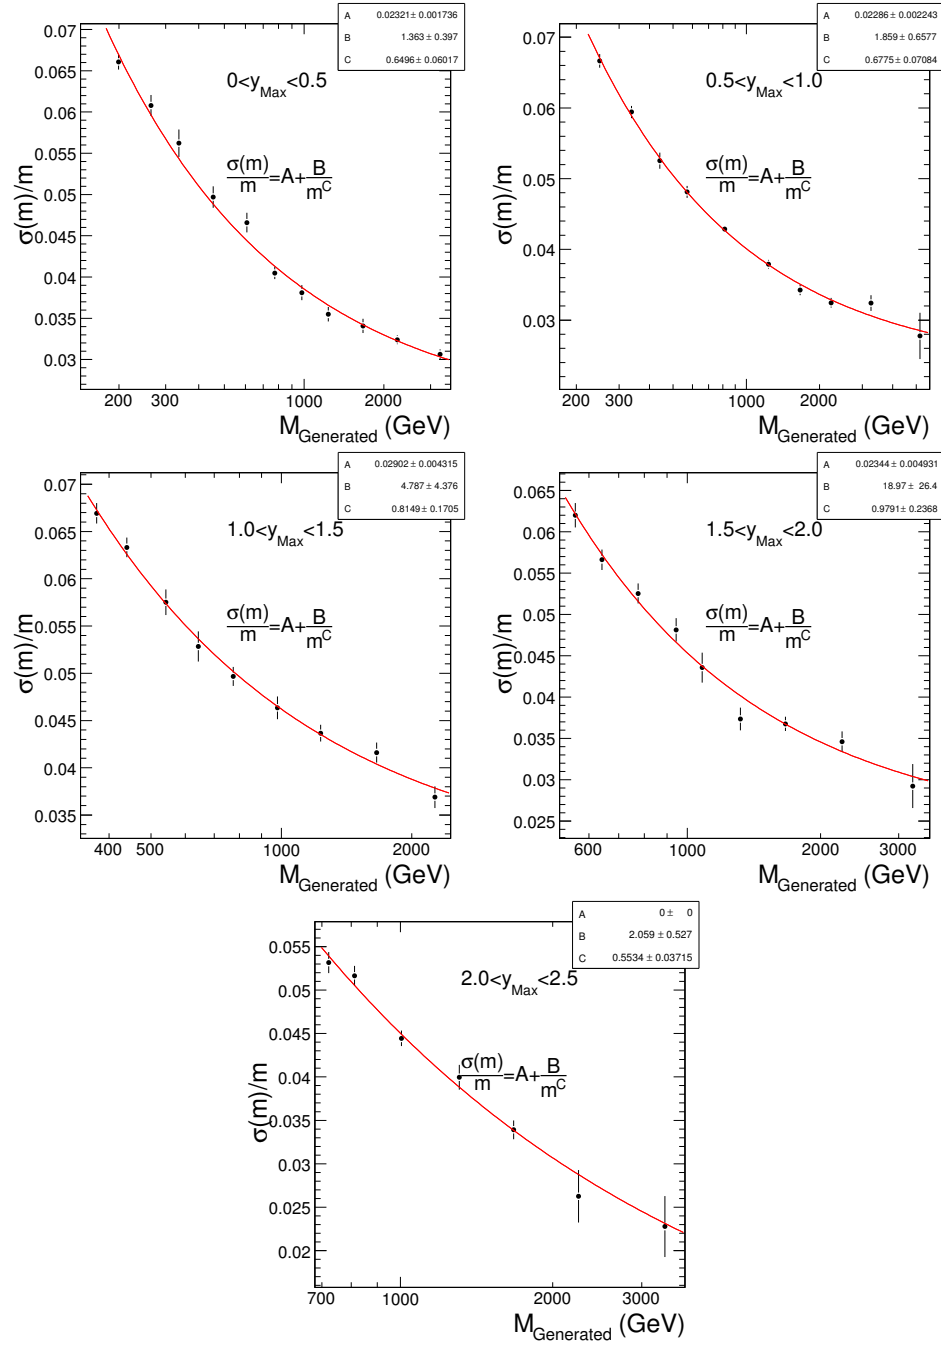 A 0.02321 ± 0.001736
B 1.363 ± 0.397
C 0.6496 ± 0.06017
0<y_Max<0.5
σ(m)/m=A+B/m^C
σ(m)/m
0.07
0.065
0.06
0.055
0.05
0.045
0.04
0.035
0.03
200 300 1000 2000
M_Generated (GeV)
A 0.02286 ± 0.002243
B 1.859 ± 0.6577
C 0.6775 ± 0.07084
0.5<y_Max<1.0
σ(m)/m=A+B/m^C
σ(m)/m
0.07
0.06
0.05
0.04
0.03
200 300 1000 2000
M_Generated (GeV)
A 0.02902 ± 0.004315
B 4.787 ± 4.376
C 0.8149 ± 0.1705
1.0<y_Max<1.5
σ(m)/m=A+B/m^C
σ(m)/m
0.07
0.065
0.06
0.055
0.05
0.045
0.04
0.035
400 500 1000 2000
M_Generated (GeV)
A 0.02344 ± 0.004931
B 18.97 ± 26.4
C 0.9791 ± 0.2368
1.5<y_Max<2.0
σ(m)/m=A+B/m^C
σ(m)/m
0.065
0.06
0.055
0.05
0.045
0.04
0.035
0.03
0.025
600 1000 2000 3000
M_Generated (GeV)
A 0 ± 0
B 2.059 ± 0.527
C 0.5534 ± 0.03715
2.0<y_Max<2.5
σ(m)/m=A+B/m^C
σ(m)/m
0.055
0.05
0.045
0.04
0.035
0.03
0.025
0.02
700 1000 2000 3000
M_Generated (GeV)